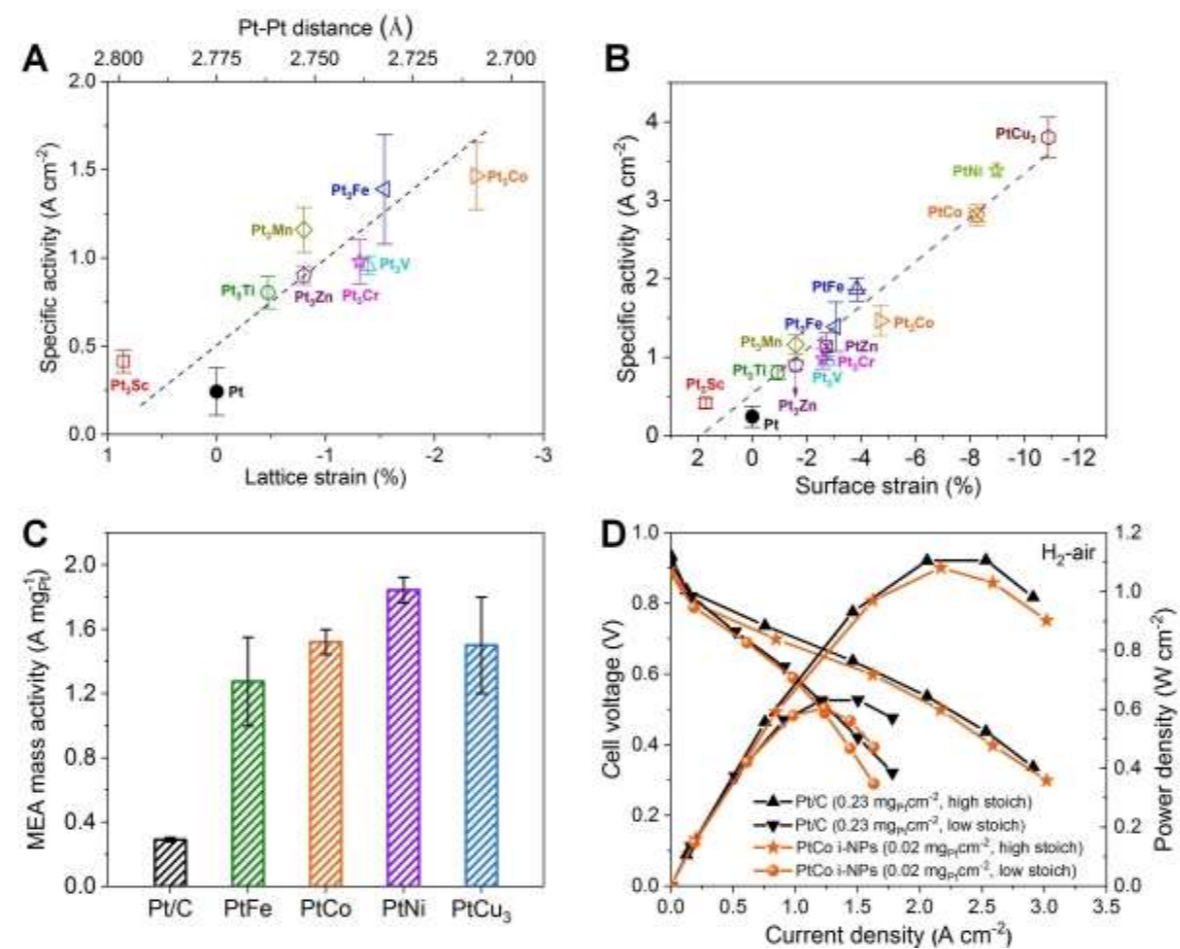 A
Pt-Pt distance (Å)
2.800 2.775 2.750 2.725 2.700
Specific activity (A cm⁻²)
2.0
1.5
1.0
0.5
0.0
Pt₃Co
Pt₃Fe
Pt₃Mn
Pt₃V
Pt₃Ti
Pt₃Zn
Pt₃Cr
Pt₃Sc
Pt
1 0 -1 -2 -3
Lattice strain (%)
B
Specific activity (A cm⁻²)
4
3
2
1
0
PtCu₃
PtNi
PtCo
PtFe
Pt₃Fe
Pt₃Co
Pt₃Mn
PtZn
Pt₃Cr
Pt₃Ti
Pt₃V
Pt₃Sc
Pt₃Zn
Pt
2 0 -2 -4 -6 -8 -10 -12
Surface strain (%)
C
MEA mass activity (A mg⁻¹Pt)
2.0
1.6
1.2
0.8
0.4
0.0
Pt/C PtFe PtCo PtNi PtCu₃
D
H₂-air
Cell voltage (V)
1.0
0.8
0.6
0.4
0.2
0.0
Power density (W cm⁻²)
1.2
1.0
0.8
0.6
0.4
0.2
0.0
Pt/C (0.23 mgPtcm⁻², high stoich)
Pt/C (0.23 mgPtcm⁻², low stoich)
PtCo i-NPs (0.02 mgPtcm⁻², high stoich)
PtCo i-NPs (0.02 mgPtcm⁻², low stoich)
0.0 0.5 1.0 1.5 2.0 2.5 3.0 3.5
Current density (A cm⁻²)